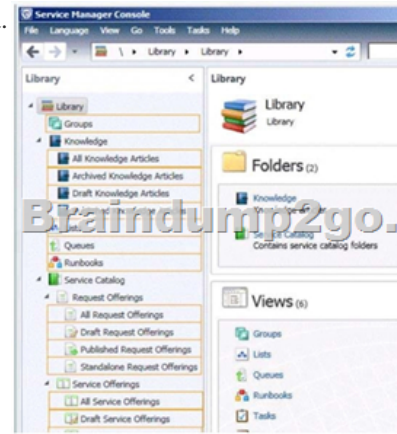 ..
Service Manager Console
File Language View Go Tools Tasks Help
\ Library Library
Library
Library
Groups
Knowledge
All Knowledge Articles
Archived Knowledge Articles
Draft Knowledge Articles
Queues
Runbooks
Service Catalog
Request Offerings
All Request Offerings
Draft Request Offerings
Published Request Offerings
Standalone Request Offerings
Service Offerings
All Service Offerings
Draft Service Offerings
Library
Library
Library
Folders (2)
Knowledge
Service Catalog
Contains service catalog folders
Views (6)
Groups
Lists
Queues
Runbooks
Tasks
Braindump2go.